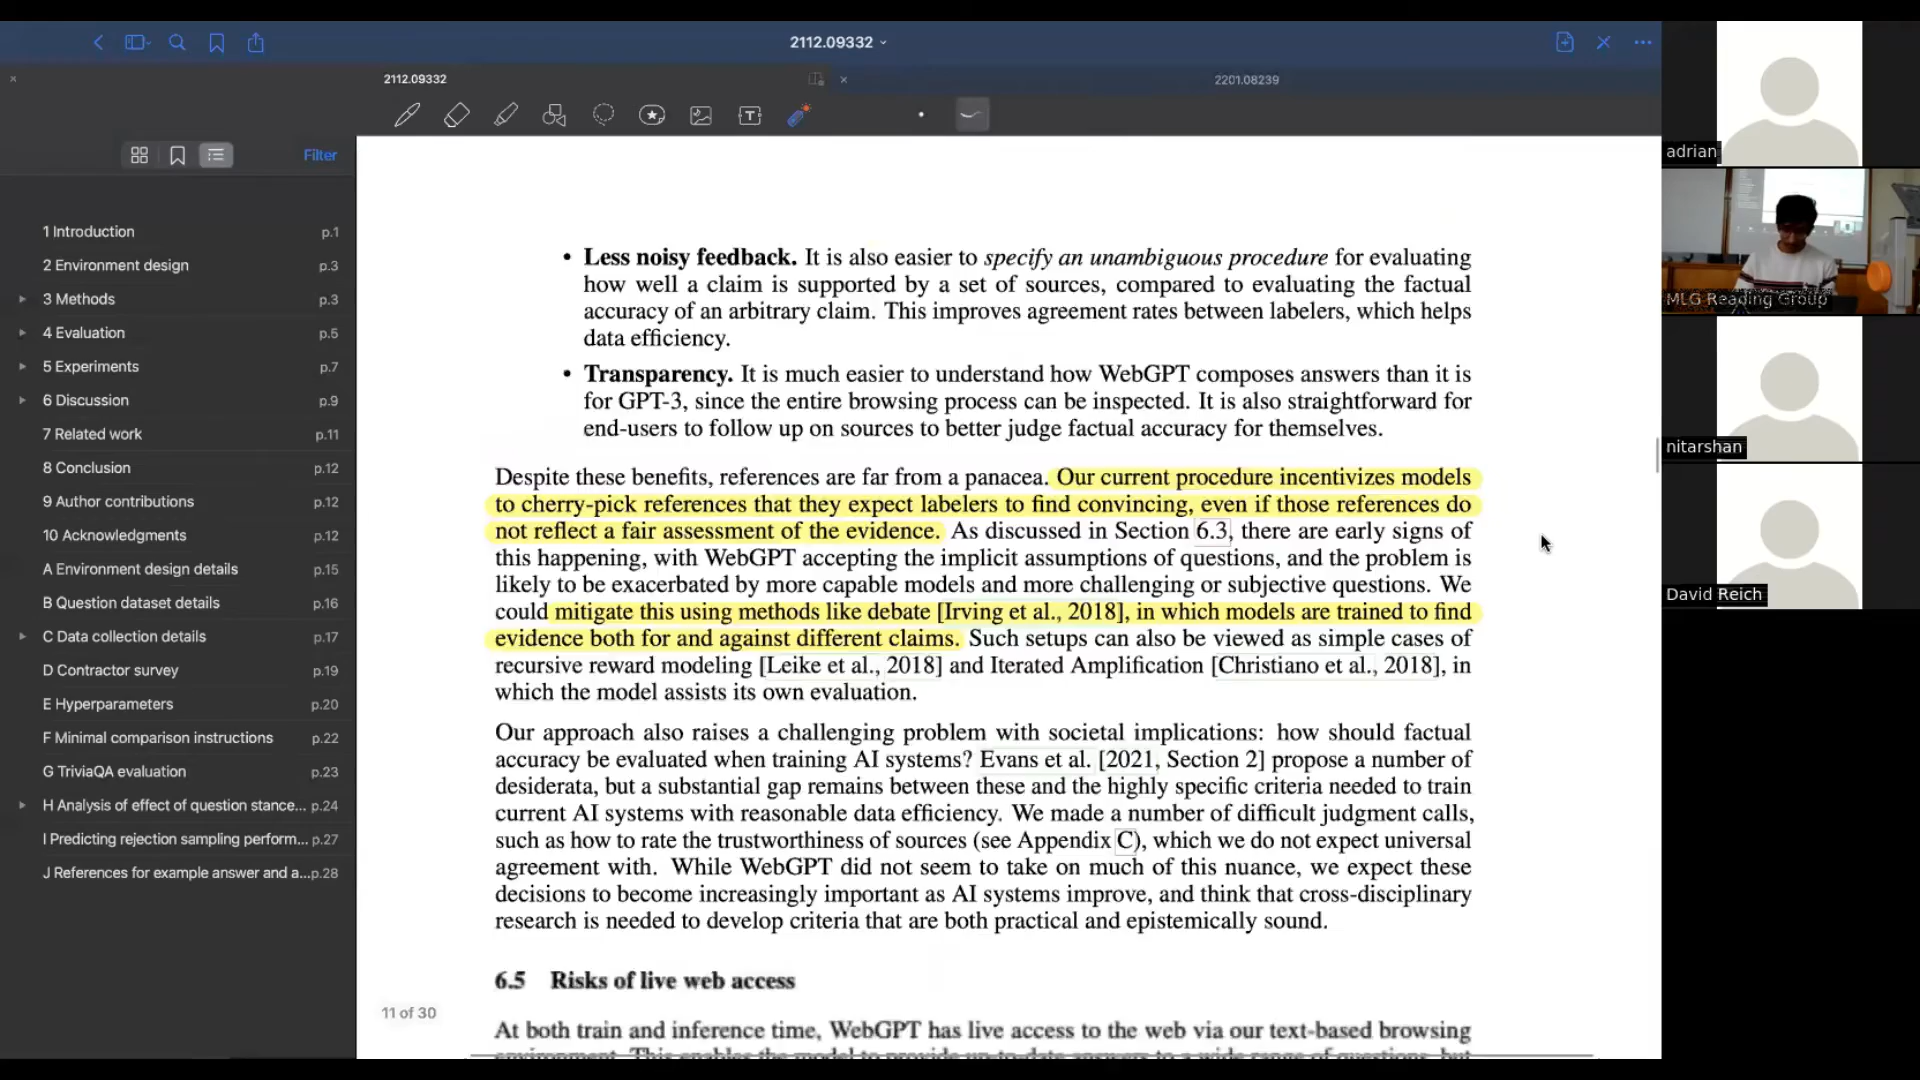 2112.09332
2112.09332
2201.08239
Filter
1 Introduction p.1
2 Environment design p.3
3 Methods p.3
4 Evaluation p.5
5 Experiments p.7
6 Discussion p.9
7 Related work p.11
8 Conclusion p.12
9 Author contributions p.12
10 Acknowledgments p.12
A Environment design details p.15
B Question dataset details p.16
C Data collection details p.17
D Contractor survey p.19
E Hyperparameters p.20
F Minimal comparison instructions p.22
G TriviaQA evaluation p.23
H Analysis of effect of question stance... p.24
I Predicting rejection sampling perform... p.27
J References for example answer and a... p.28
• Less noisy feedback. It is also easier to specify an unambiguous procedure for evaluating
how well a claim is supported by a set of sources, compared to evaluating the factual
accuracy of an arbitrary claim. This improves agreement rates between labelers, which helps
data efficiency.
• Transparency. It is much easier to understand how WebGPT composes answers than it is
for GPT-3, since the entire browsing process can be inspected. It is also straightforward for
end-users to follow up on sources to better judge factual accuracy for themselves.
Despite these benefits, references are far from a panacea. Our current procedure incentivizes models
to cherry-pick references that they expect labelers to find convincing, even if those references do
not reflect a fair assessment of the evidence. As discussed in Section 6.3, there are early signs of
this happening, with WebGPT accepting the implicit assumptions of questions, and the problem is
likely to be exacerbated by more capable models and more challenging or subjective questions. We
could mitigate this using methods like debate [Irving et al., 2018], in which models are trained to find
evidence both for and against different claims. Such setups can also be viewed as simple cases of
recursive reward modeling [Leike et al., 2018] and Iterated Amplification [Christiano et al., 2018], in
which the model assists its own evaluation.
Our approach also raises a challenging problem with societal implications: how should factual
accuracy be evaluated when training AI systems? Evans et al. [2021, Section 2] propose a number of
desiderata, but a substantial gap remains between these and the highly specific criteria needed to train
current AI systems with reasonable data efficiency. We made a number of difficult judgment calls,
such as how to rate the trustworthiness of sources (see Appendix C), which we do not expect universal
agreement with. While WebGPT did not seem to take on much of this nuance, we expect these
decisions to become increasingly important as AI systems improve, and think that cross-disciplinary
research is needed to develop criteria that are both practical and epistemically sound.
6.5 Risks of live web access
At both train and inference time, WebGPT has live access to the web via our text-based browsing
environment. This enables the model to provide up-to-date answers to a wide range of questions, but
11 of 30
adrian
MLG Reading Group
nitarshan
David Reich